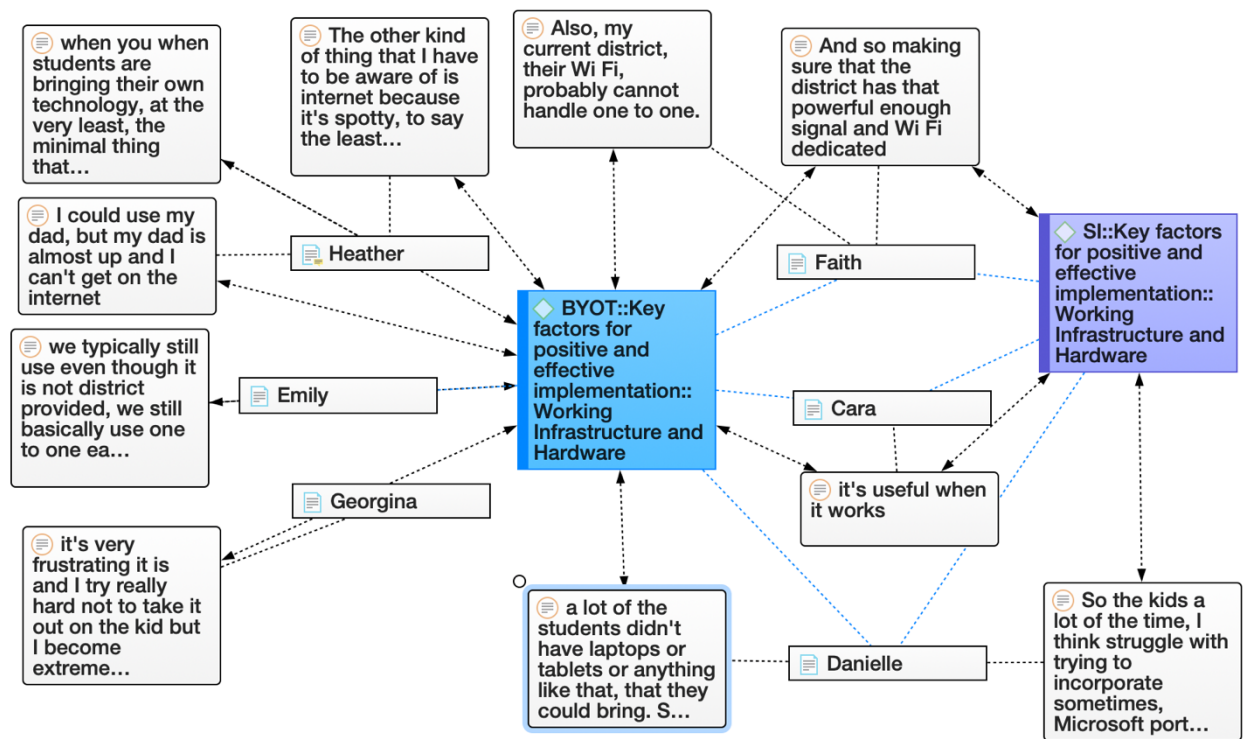 when you when
students are
bringing their own
technology, at the
very least, the
minimal thing
that...
The other kind
of thing that I have
to be aware of is
internet because
it's spotty, to say
the least...
Also, my
current district,
their Wi Fi,
probably cannot
handle one to one.
And so making
sure that the
district has that
powerful enough
signal and Wi Fi
dedicated
I could use my
dad, but my dad is
almost up and I
can't get on the
internet
Heather
Faith
SI::Key factors
for positive and
effective
implementation::
Working
Infrastructure and
Hardware
BYOT::Key
factors for
positive and
effective
implementation::
Working
Infrastructure and
Hardware
we typically still
use even though it
is not district
provided, we still
basically use one
to one ea...
Emily
Cara
Georgina
it's useful when
it works
it's very
frustrating it is
and I try really
hard not to take it
out on the kid but
I become
extreme...
a lot of the
students didn't
have laptops or
tablets or anything
like that, that they
could bring. S...
Danielle
So the kids a
lot of the time, I
think struggle with
trying to
incorporate
sometimes,
Microsoft port...